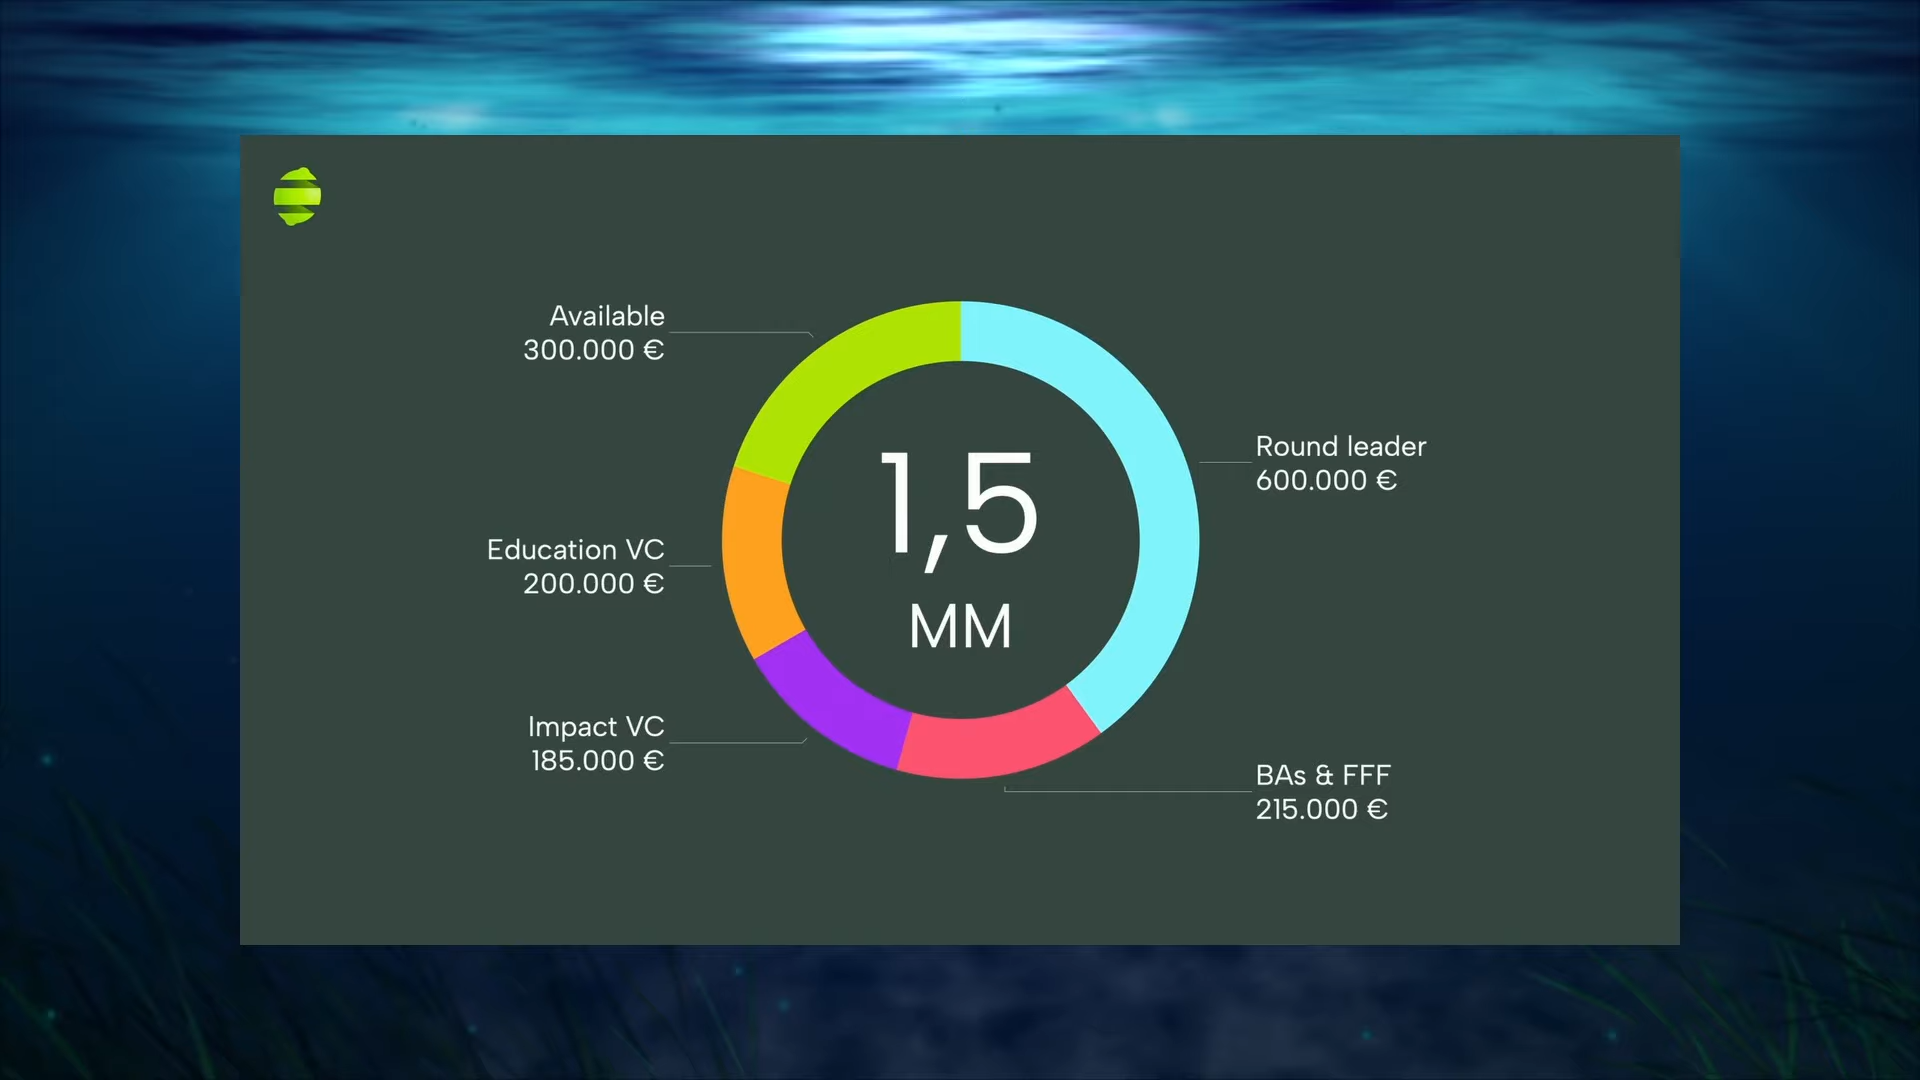 Available
300.000 €
Round leader
600.000 €
1,5
MM
Education VC
200.000 €
Impact VC
185.000 €
BAs & FFF
215.000 €